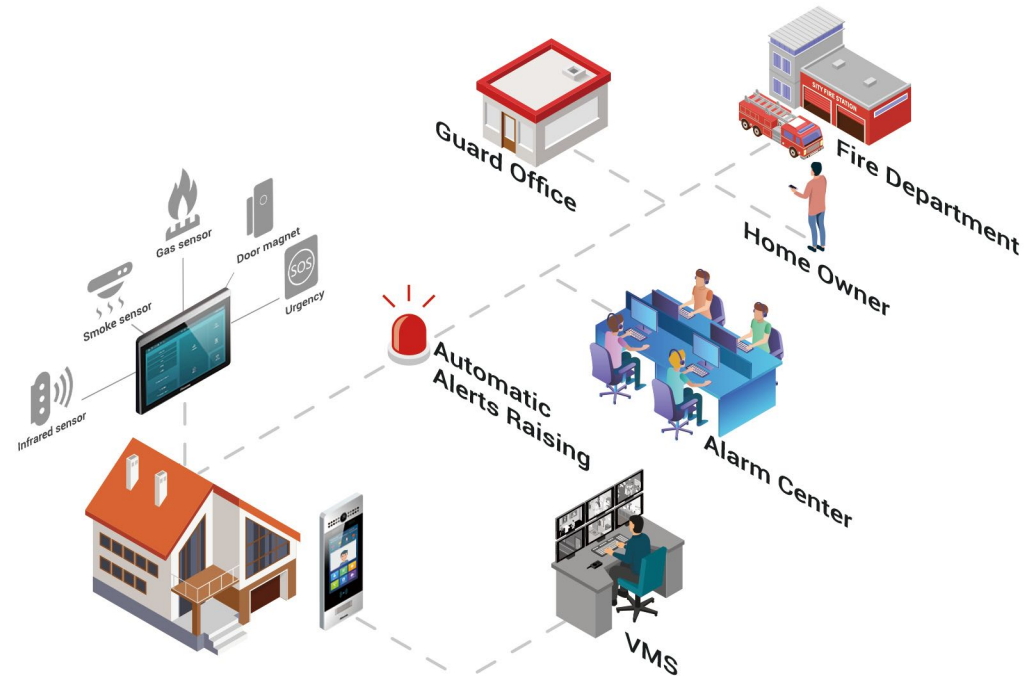 Guard Office
CITY FIRE STATION
Fire Department
Home Owner
Gas sensor
Door magnet
SOS
Urgency
Smoke sensor
Infrared sensor
Automatic
Alerts Raising
Alarm Center
VMS